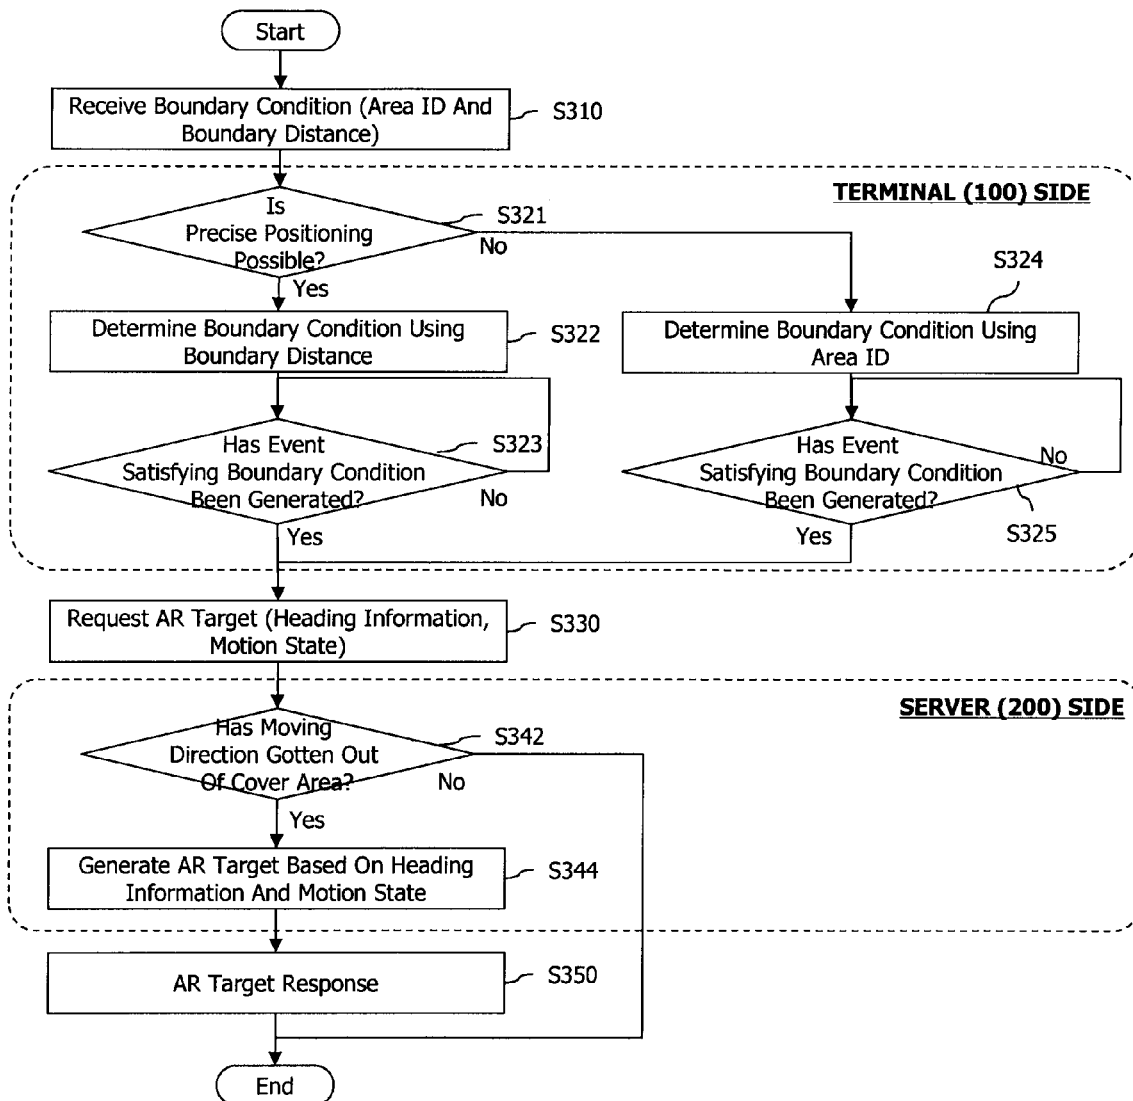 Start
Receive Boundary Condition (Area ID And
Boundary Distance)
S310
TERMINAL (100) SIDE
Is
Precise Positioning
Possible?
S321
No
Yes
S324
Determine Boundary Condition Using
Boundary Distance
S322
Determine Boundary Condition Using
Area ID
Has Event
Satisfying Boundary Condition
Been Generated?
S323
No
Yes
Has Event
Satisfying Boundary Condition
Been Generated?
No
S325
Yes
Request AR Target (Heading Information,
Motion State)
S330
SERVER (200) SIDE
Has Moving
Direction Gotten Out
Of Cover Area?
S342
No
Yes
Generate AR Target Based On Heading
Information And Motion State
S344
AR Target Response
S350
End